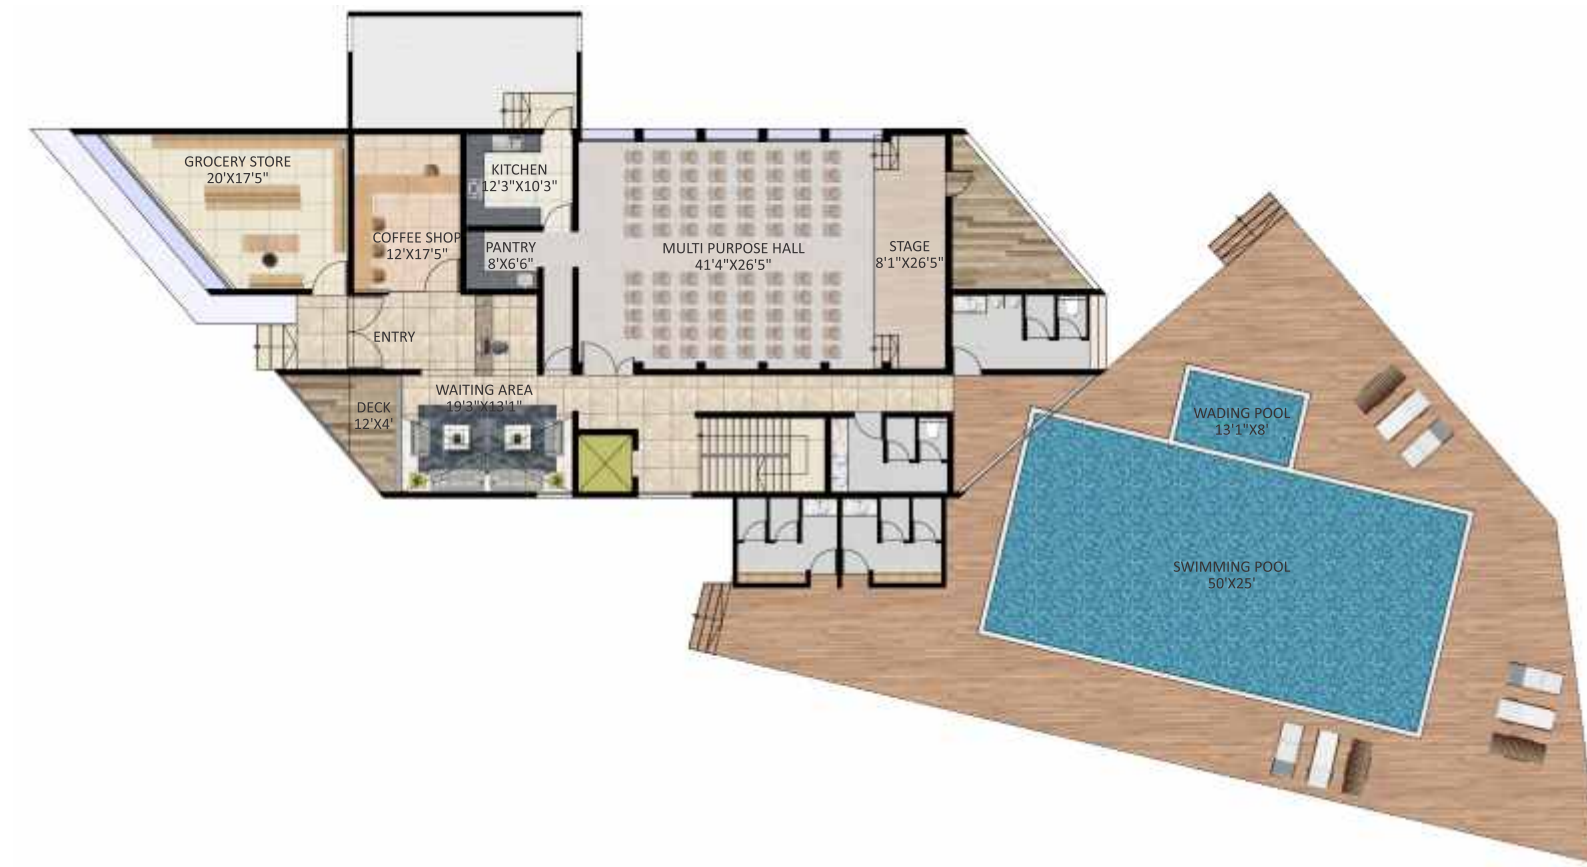 GROCERY STORE
20'X17'5"
COFFEE SHOP
12'X17'5"
KITCHEN
12'3"X10'3"
PANTRY
8'X6'6"
MULTI PURPOSE HALL
41'4"X26'5"
STAGE
8'1"X26'5"
ENTRY
WAITING AREA
19'3"X13'1"
DECK
12'X4'
WADING POOL
13'1"X8'
SWIMMING POOL
50'X25'